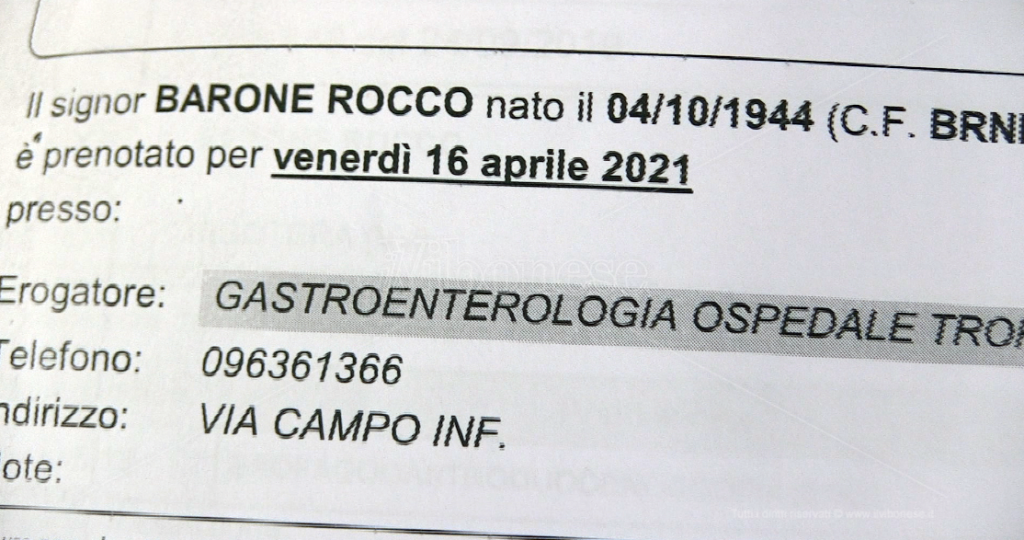 Il signor BARONE ROCCO nato il 04/10/1944 (C.F. BRN
è prenotato per venerdì 16 aprile 2021
presso:
Erogatore: GASTROENTEROLOGIA OSPEDALE TRO
Telefono: 096361366
ndirizzo: VIA CAMPO INF.
ote:
ilVibonese